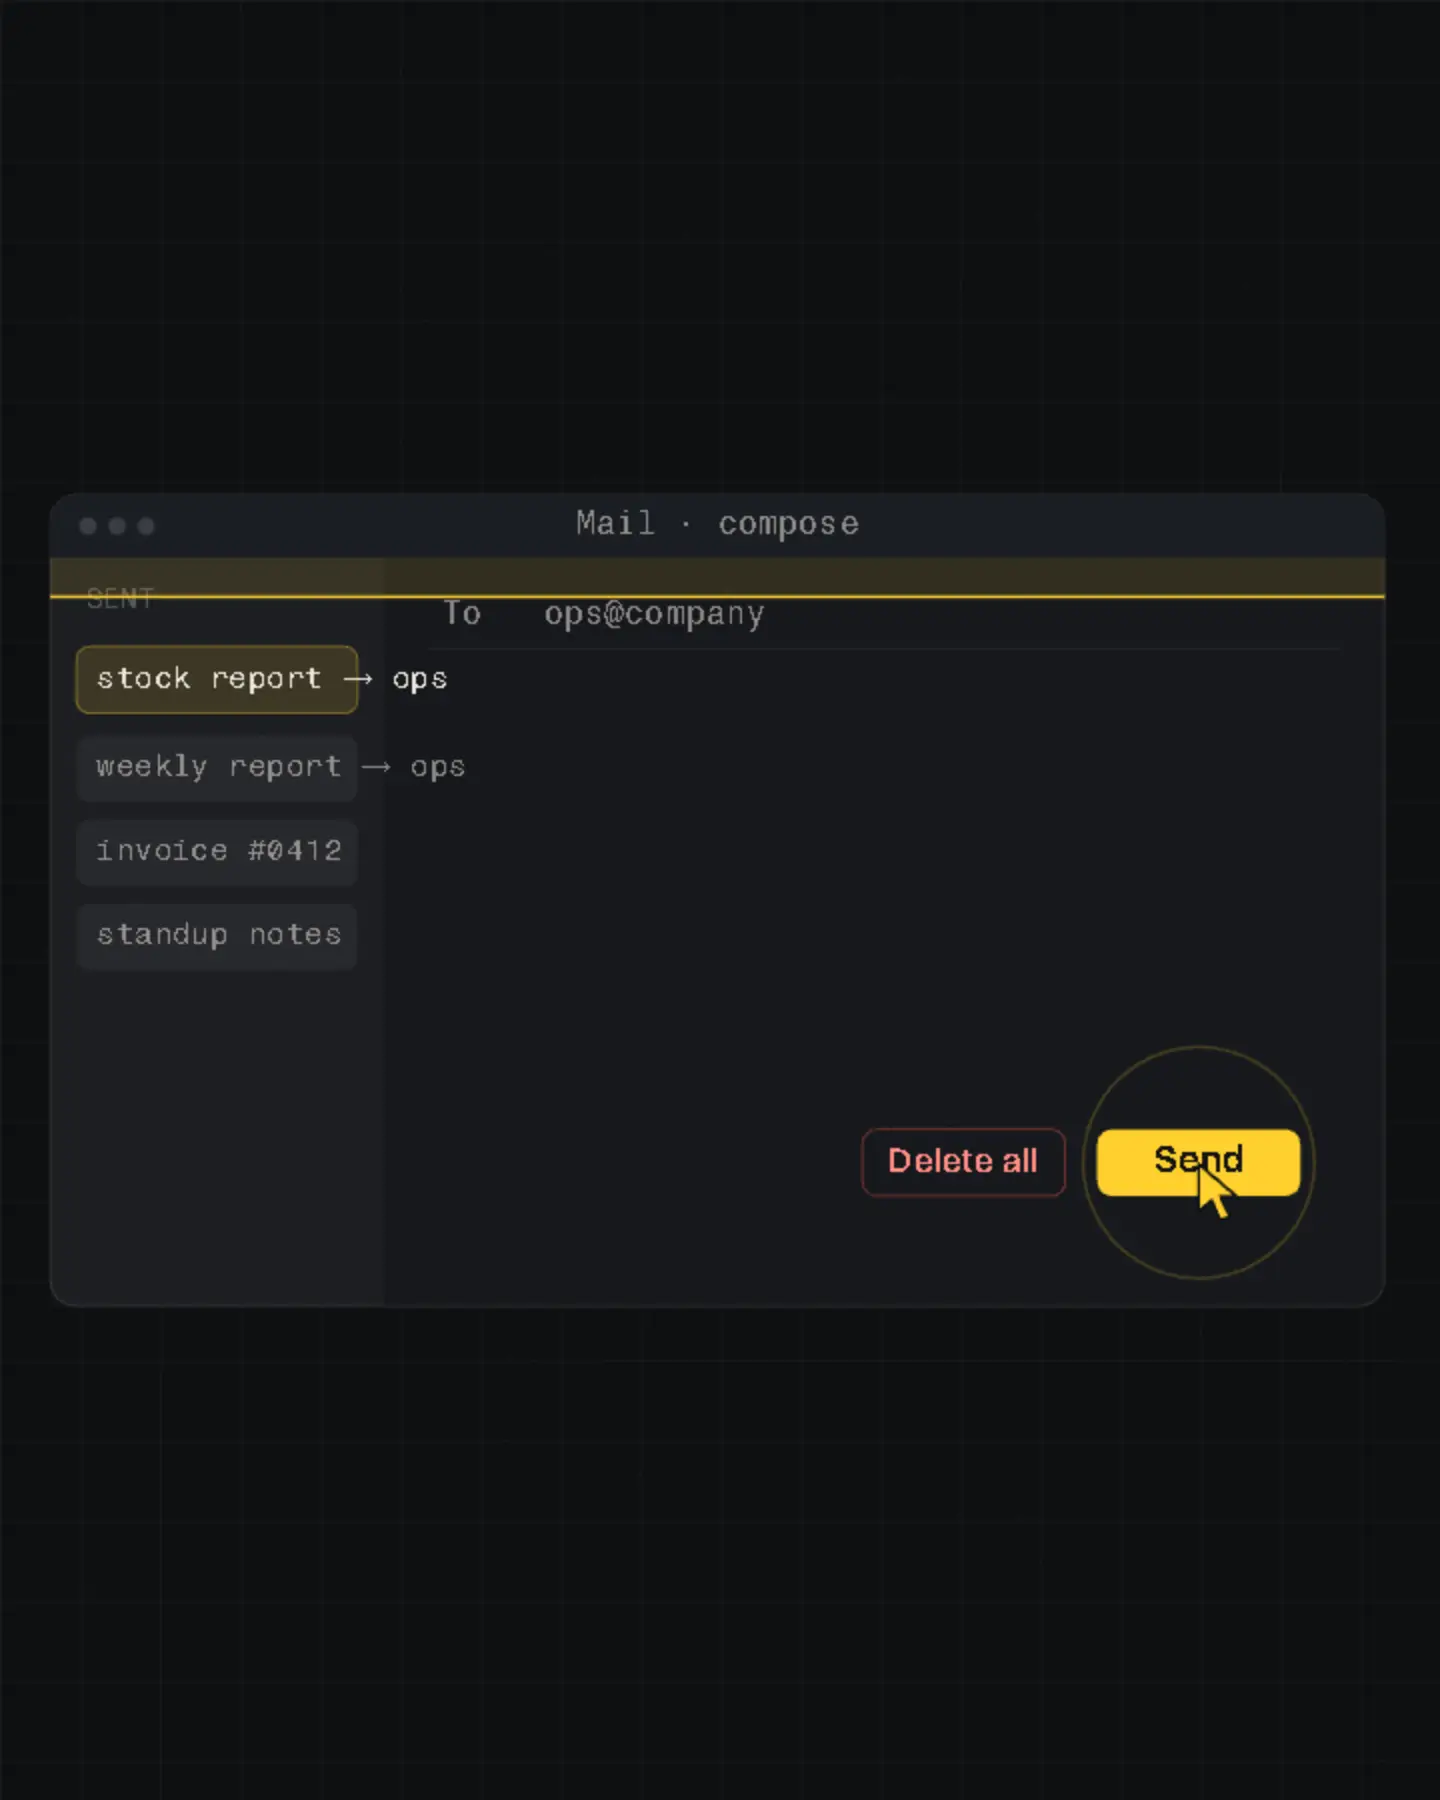 Mail · compose
SENT
To ops@company
stock report → ops
weekly report → ops
invoice #0412
standup notes
Delete all
Send